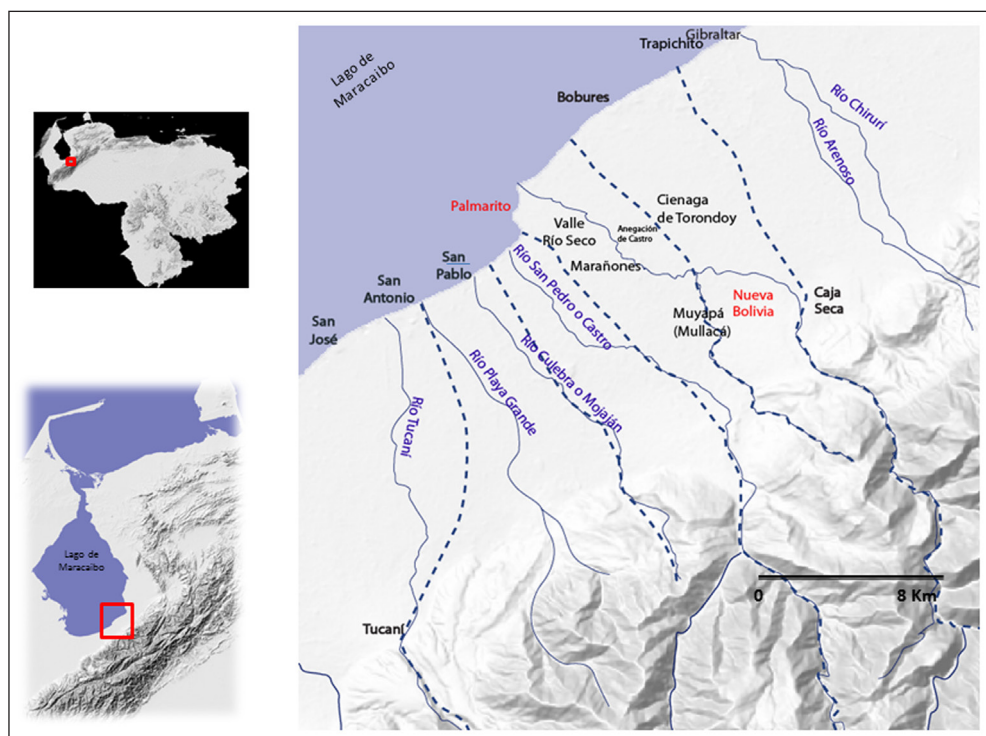 Gibraltar
Trapichito
Lago de
Maracaibo
Río Chirurí
Río Arenoso
Bobures
Palmarito
Cienaga
de Torondoy
Valle
Río Seco
Anegación
de Castro
San
Pablo
Río San Pedro o Castro
Marañones
San
Antonio
Nueva
Bolivia
Caja
Seca
Muyapá
(Mullacá)
San
José
Río Culebra o Mojaján
Río Playa Grande
Río Tucaní
Lago de
Maracaibo
0 8 Km
Tucaní